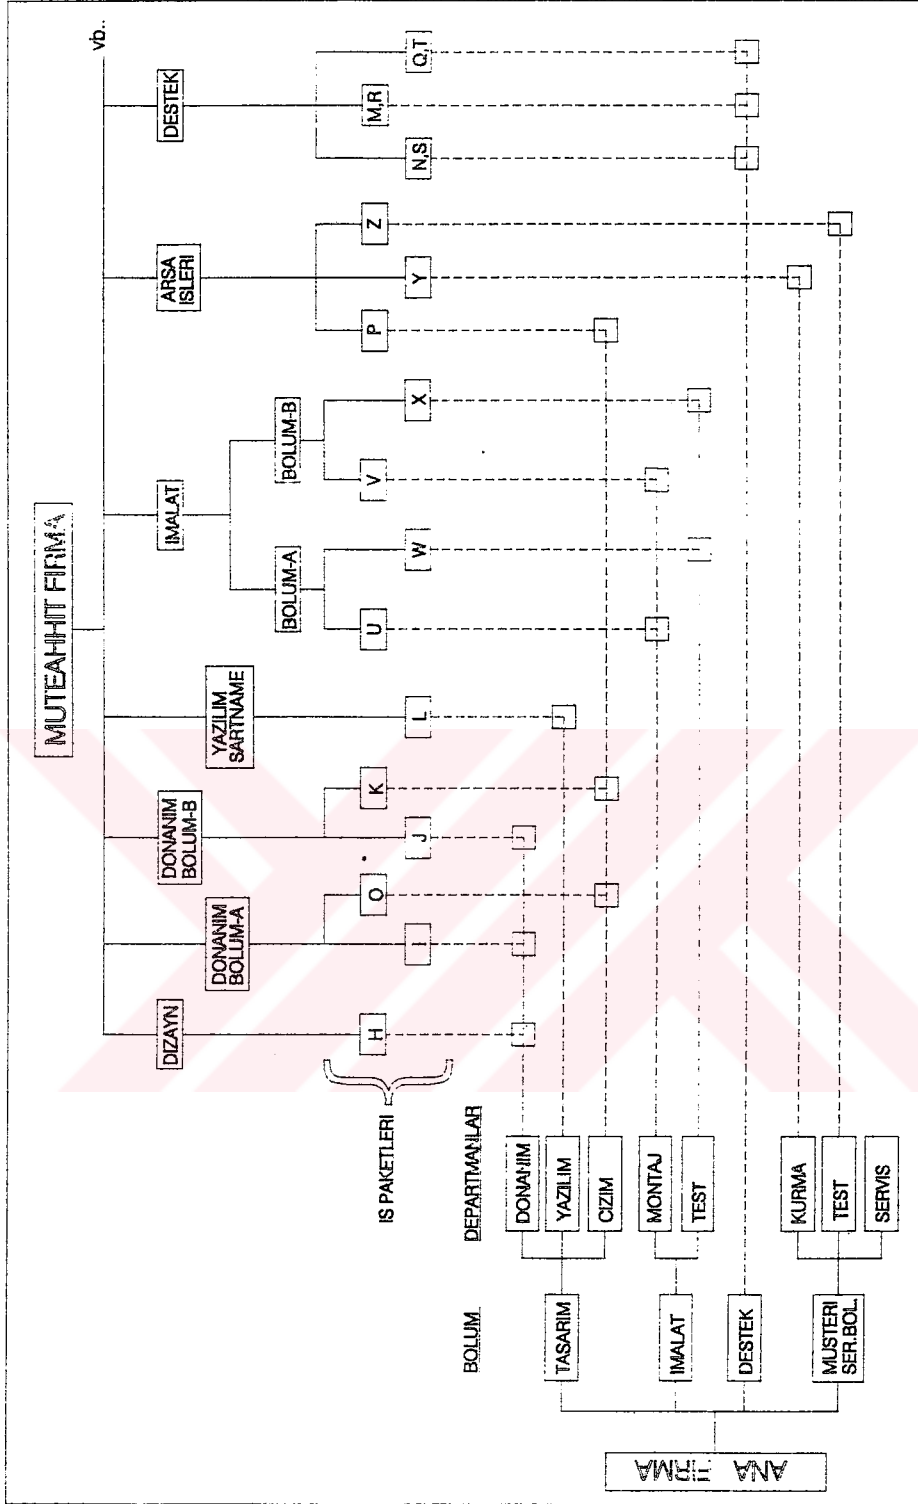 MUTEAHHIT FIRMA
vb..
DIZAYN
DONANIM
BOLUM-A
DONANIM
BOLUM-B
YAZILIM
SARTNAME
IMALAT
ARSA
ISLERI
DESTEK
BOLUM-A
BOLUM-B
H
I
O
J
K
L
U
W
V
X
P
Y
Z
N,S
M,R
Q,T
IS PAKETLERI
BOLUM
DEPARTMANLAR
TASARIM
DONANIM
YAZILIM
CIZIM
IMALAT
MONTAJ
TEST
DESTEK
MUSTERI
SER.BOL.
KURMA
TEST
SERVIS
ANA FIRMA